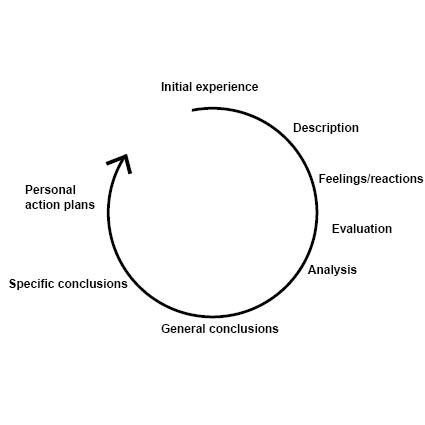 Initial experience
Description
Feelings/reactions
Evaluation
Analysis
General conclusions
Specific conclusions
Personal
action plans